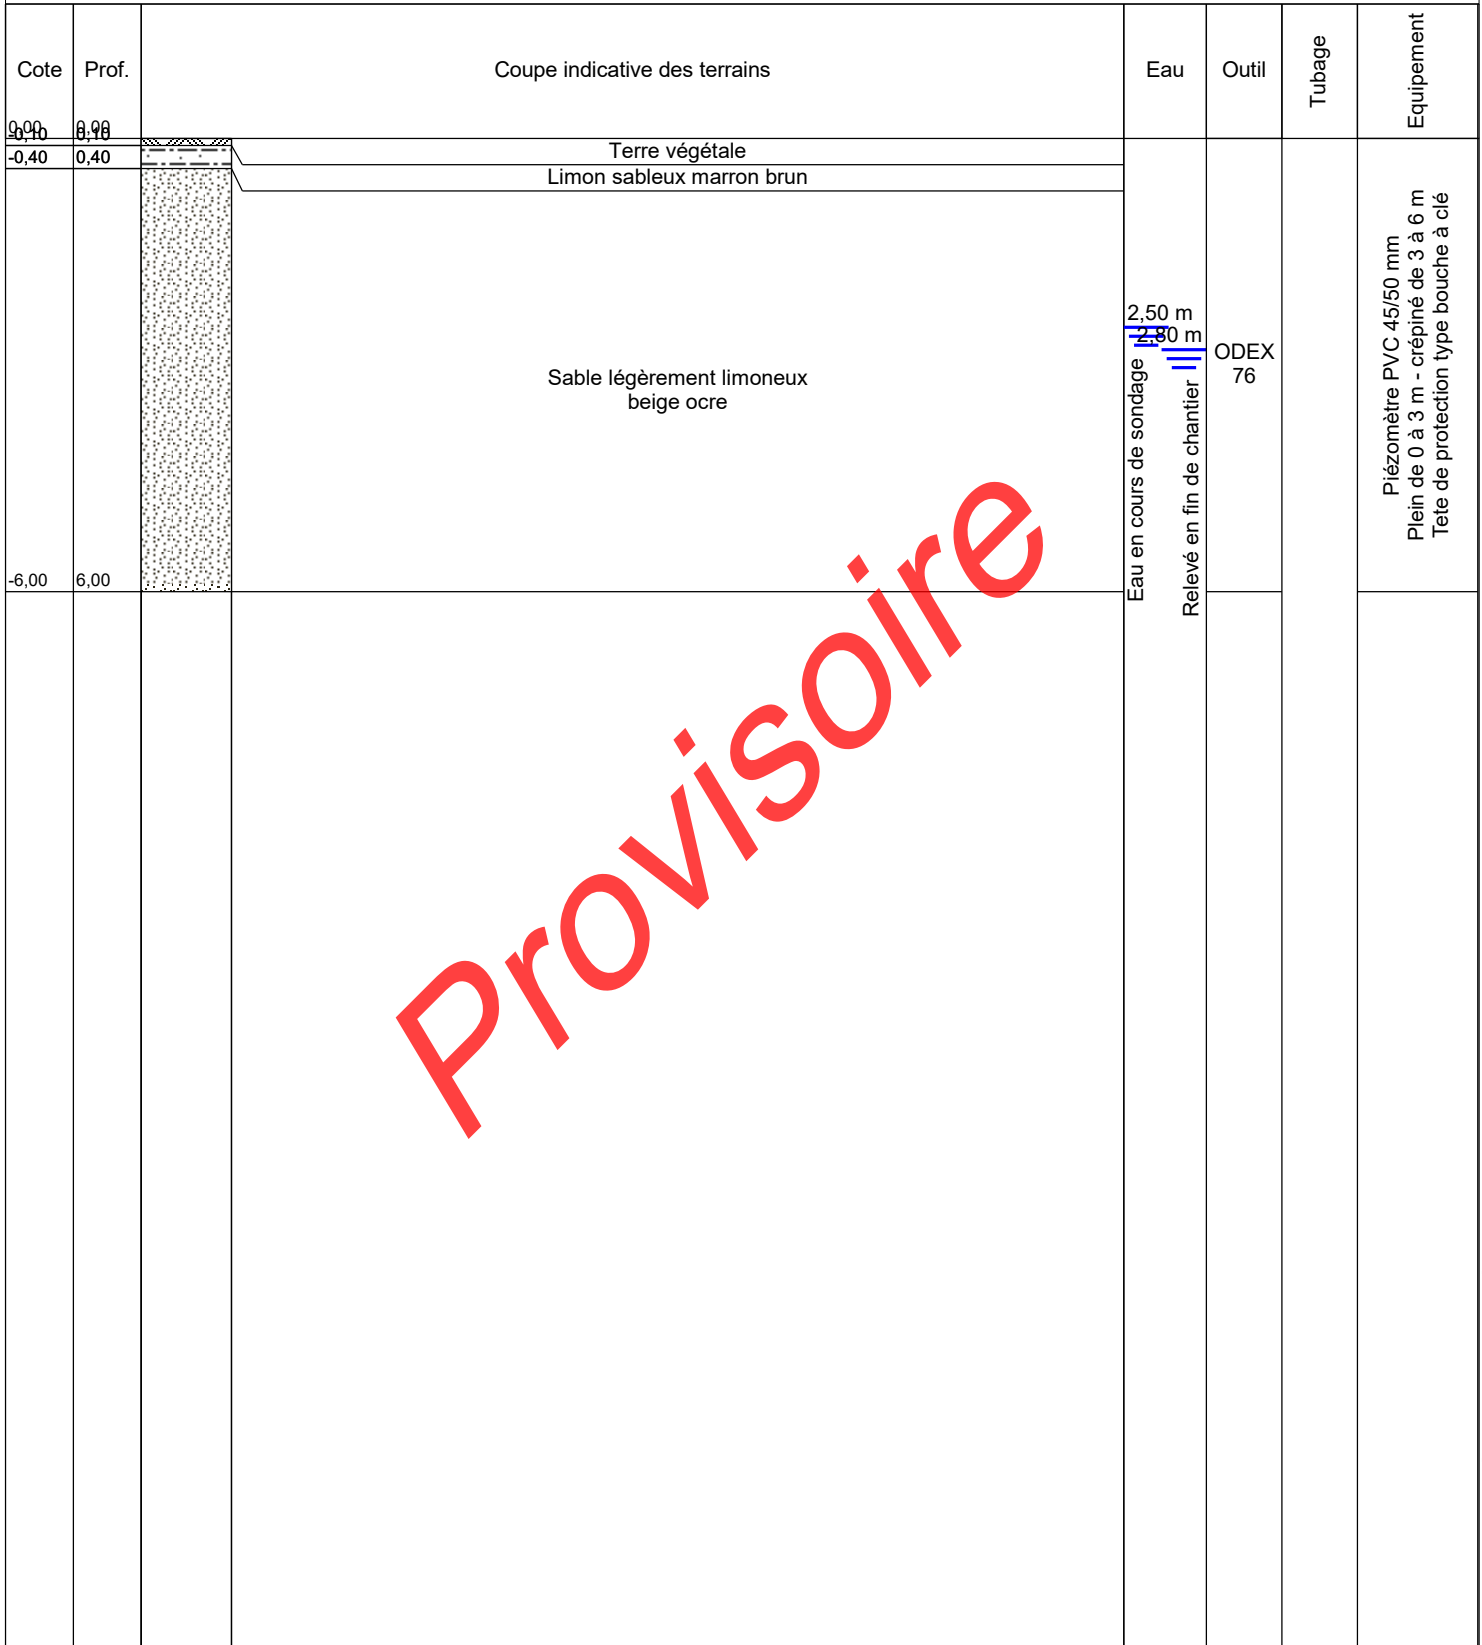 Cote
Prof.
Coupe indicative des terrains
Eau
Outil
Tubage
Equipement
0,00
0,00
-0,10
0,10
-0,40
0,40
Terre végétale
Limon sableux marron brun
Sable légèrement limoneux
beige ocre
2,50 m
2,80 m
Eau en cours de sondage
Relevé en fin de chantier
ODEX
76
Piézomètre PVC 45/50 mm
Plein de 0 à 3 m - crépiné de 3 à 6 m
Tete de protection type bouche à clé
-6,00
6,00
Provisoire